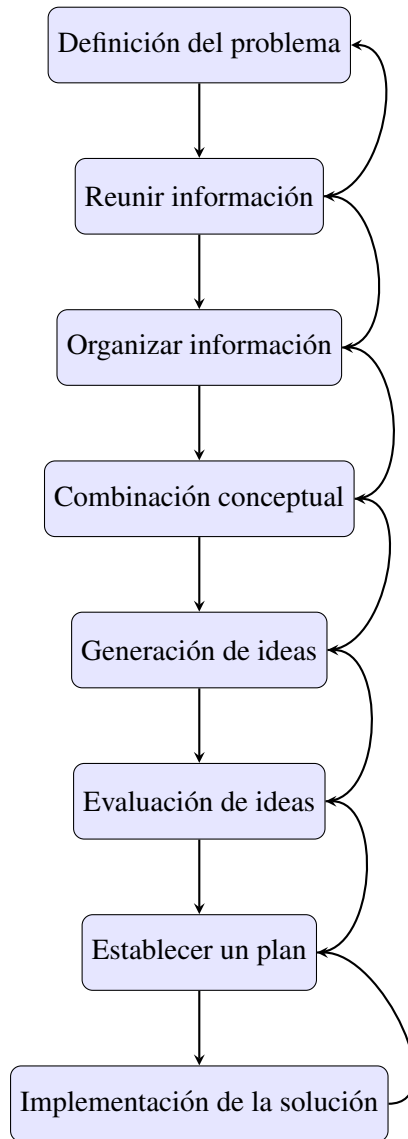 Definición del problema
Reunir información
Organizar información
Combinación conceptual
Generación de ideas
Evaluación de ideas
Establecer un plan
Implementación de la solución